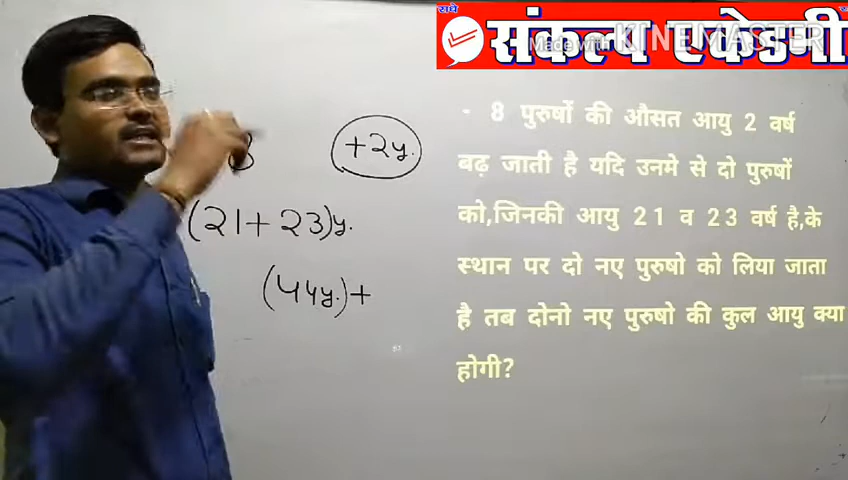 राधे
संकल्प एकेडमी
Made with KINEMASTER
- 8 पुरुषों की औसत आयु 2 वर्ष
बढ़ जाती है यदि उनमे से दो पुरुषों
को,जिनकी आयु 21 व 23 वर्ष है,के
स्थान पर दो नए पुरुषो को लिया जाता
है तब दोनो नए पुरुषो की कुल आयु क्या
होगी?
8 +2y.
(21+23)y.
(44y.)+